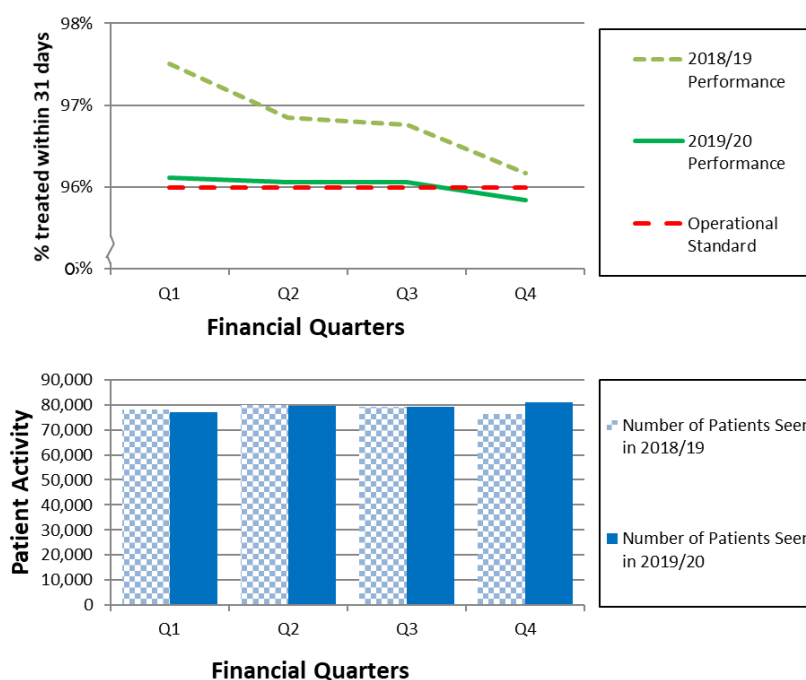 98%
97%
96%
0%
% treated within 31 days
Q1 Q2 Q3 Q4
Financial Quarters
2018/19
Performance
2019/20
Performance
Operational
Standard
90,000
80,000
70,000
60,000
50,000
40,000
30,000
20,000
10,000
0
Patient Activity
Q1 Q2 Q3 Q4
Financial Quarters
Number of Patients Seen
in 2018/19
Number of Patients Seen
in 2019/20